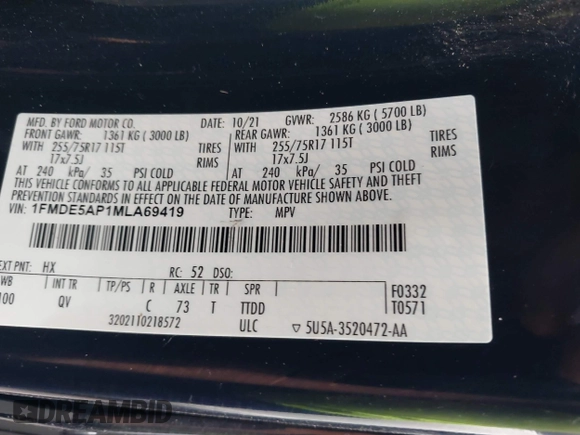 MFD. BY FORD MOTOR CO. DATE: 10/21 GVWR: 2586 KG ( 5700 LB)
FRONT GAWR: 1361 KG ( 3000 LB) REAR GAWR: 1361 KG ( 3000 LB)
WITH 255/75R17 115T TIRES WITH 255/75R17 115T TIRES
17x7.5J RIMS 17x7.5J RIMS
AT 240 kPa/ 35 PSI COLD AT 240 kPa/ 35 PSI COLD
THIS VEHICLE CONFORMS TO ALL APPLICABLE FEDERAL MOTOR VEHICLE SAFETY AND THEFT
PREVENTION STANDARDS IN EFFECT ON THE DATE OF MANUFACTURE SHOWN ABOVE.
VIN: 1FMDE5AP1MLA69419 TYPE: MPV
EXT PNT: HX RC: 52 DSO:
WB INT TR TP/PS R AXLE TR SPR F0332
100 QV C 73 T TTDD T0571
3202110218572 ULC ▽ 5U5A-3520472-AA
DREAMBID